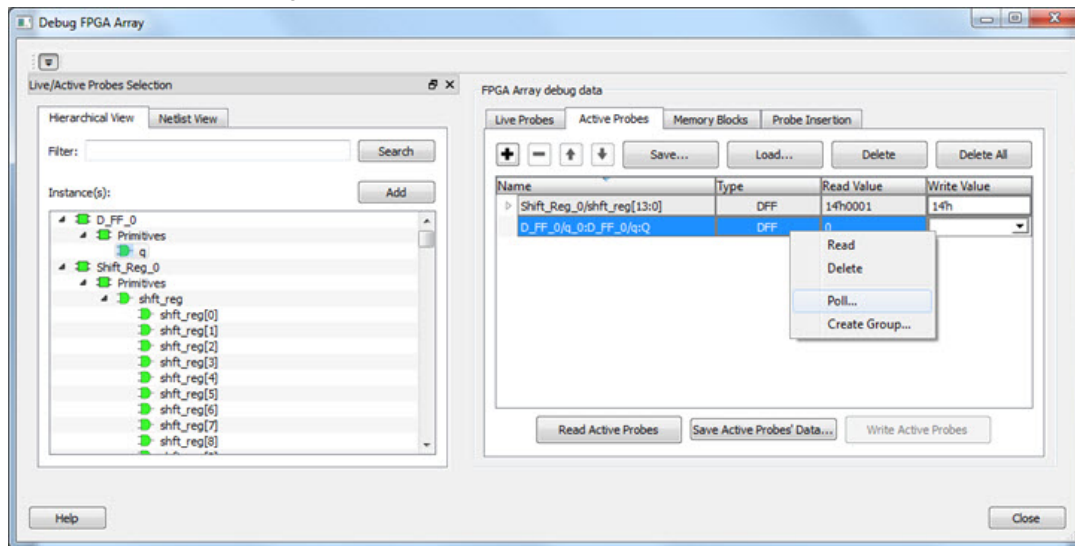 Debug FPGA Array
Live/Active Probes Selection
Hierarchical View Netlist View
Filter: Search
Instance(s): Add
D_FF_0
Primitives
q
Shift_Reg_0
Primitives
shft_reg
shft_reg[0]
shft_reg[1]
shft_reg[2]
shft_reg[3]
shft_reg[4]
shft_reg[5]
shft_reg[6]
shft_reg[7]
shft_reg[8]
FPGA Array debug data
Live Probes Active Probes Memory Blocks Probe Insertion
Save... Load... Delete Delete All
Name Type Read Value Write Value
Shift_Reg_0/shft_reg[13:0] DFF 14'h0001 14'h
D_FF_0/q_0:D_FF_0/q:Q DFF 0
Read
Delete
Poll...
Create Group...
Read Active Probes Save Active Probes' Data... Write Active Probes
Help Close